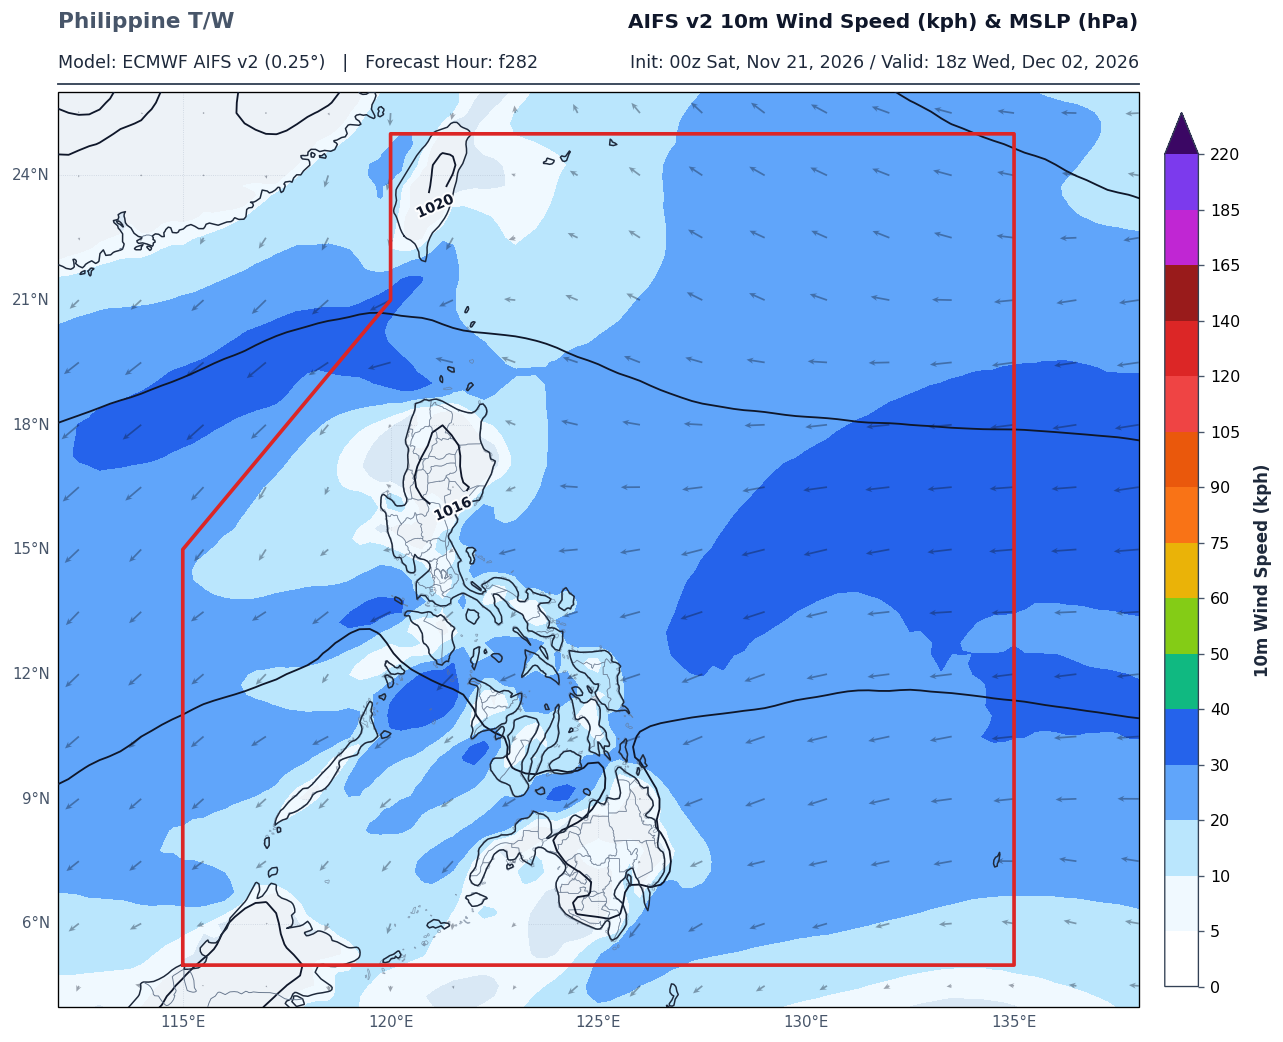 Philippine T/W
AIFS v2 10m Wind Speed (kph) & MSLP (hPa)
Model: ECMWF AIFS v2 (0.25°) | Forecast Hour: f282
Init: 00z Sat, Nov 21, 2026 / Valid: 18z Wed, Dec 02, 2026
24°N
21°N
18°N
15°N
12°N
9°N
6°N
1020
1016
115°E
120°E
125°E
130°E
135°E
220
185
165
140
120
105
90
75
60
50
40
30
20
10
5
0
10m Wind Speed (kph)